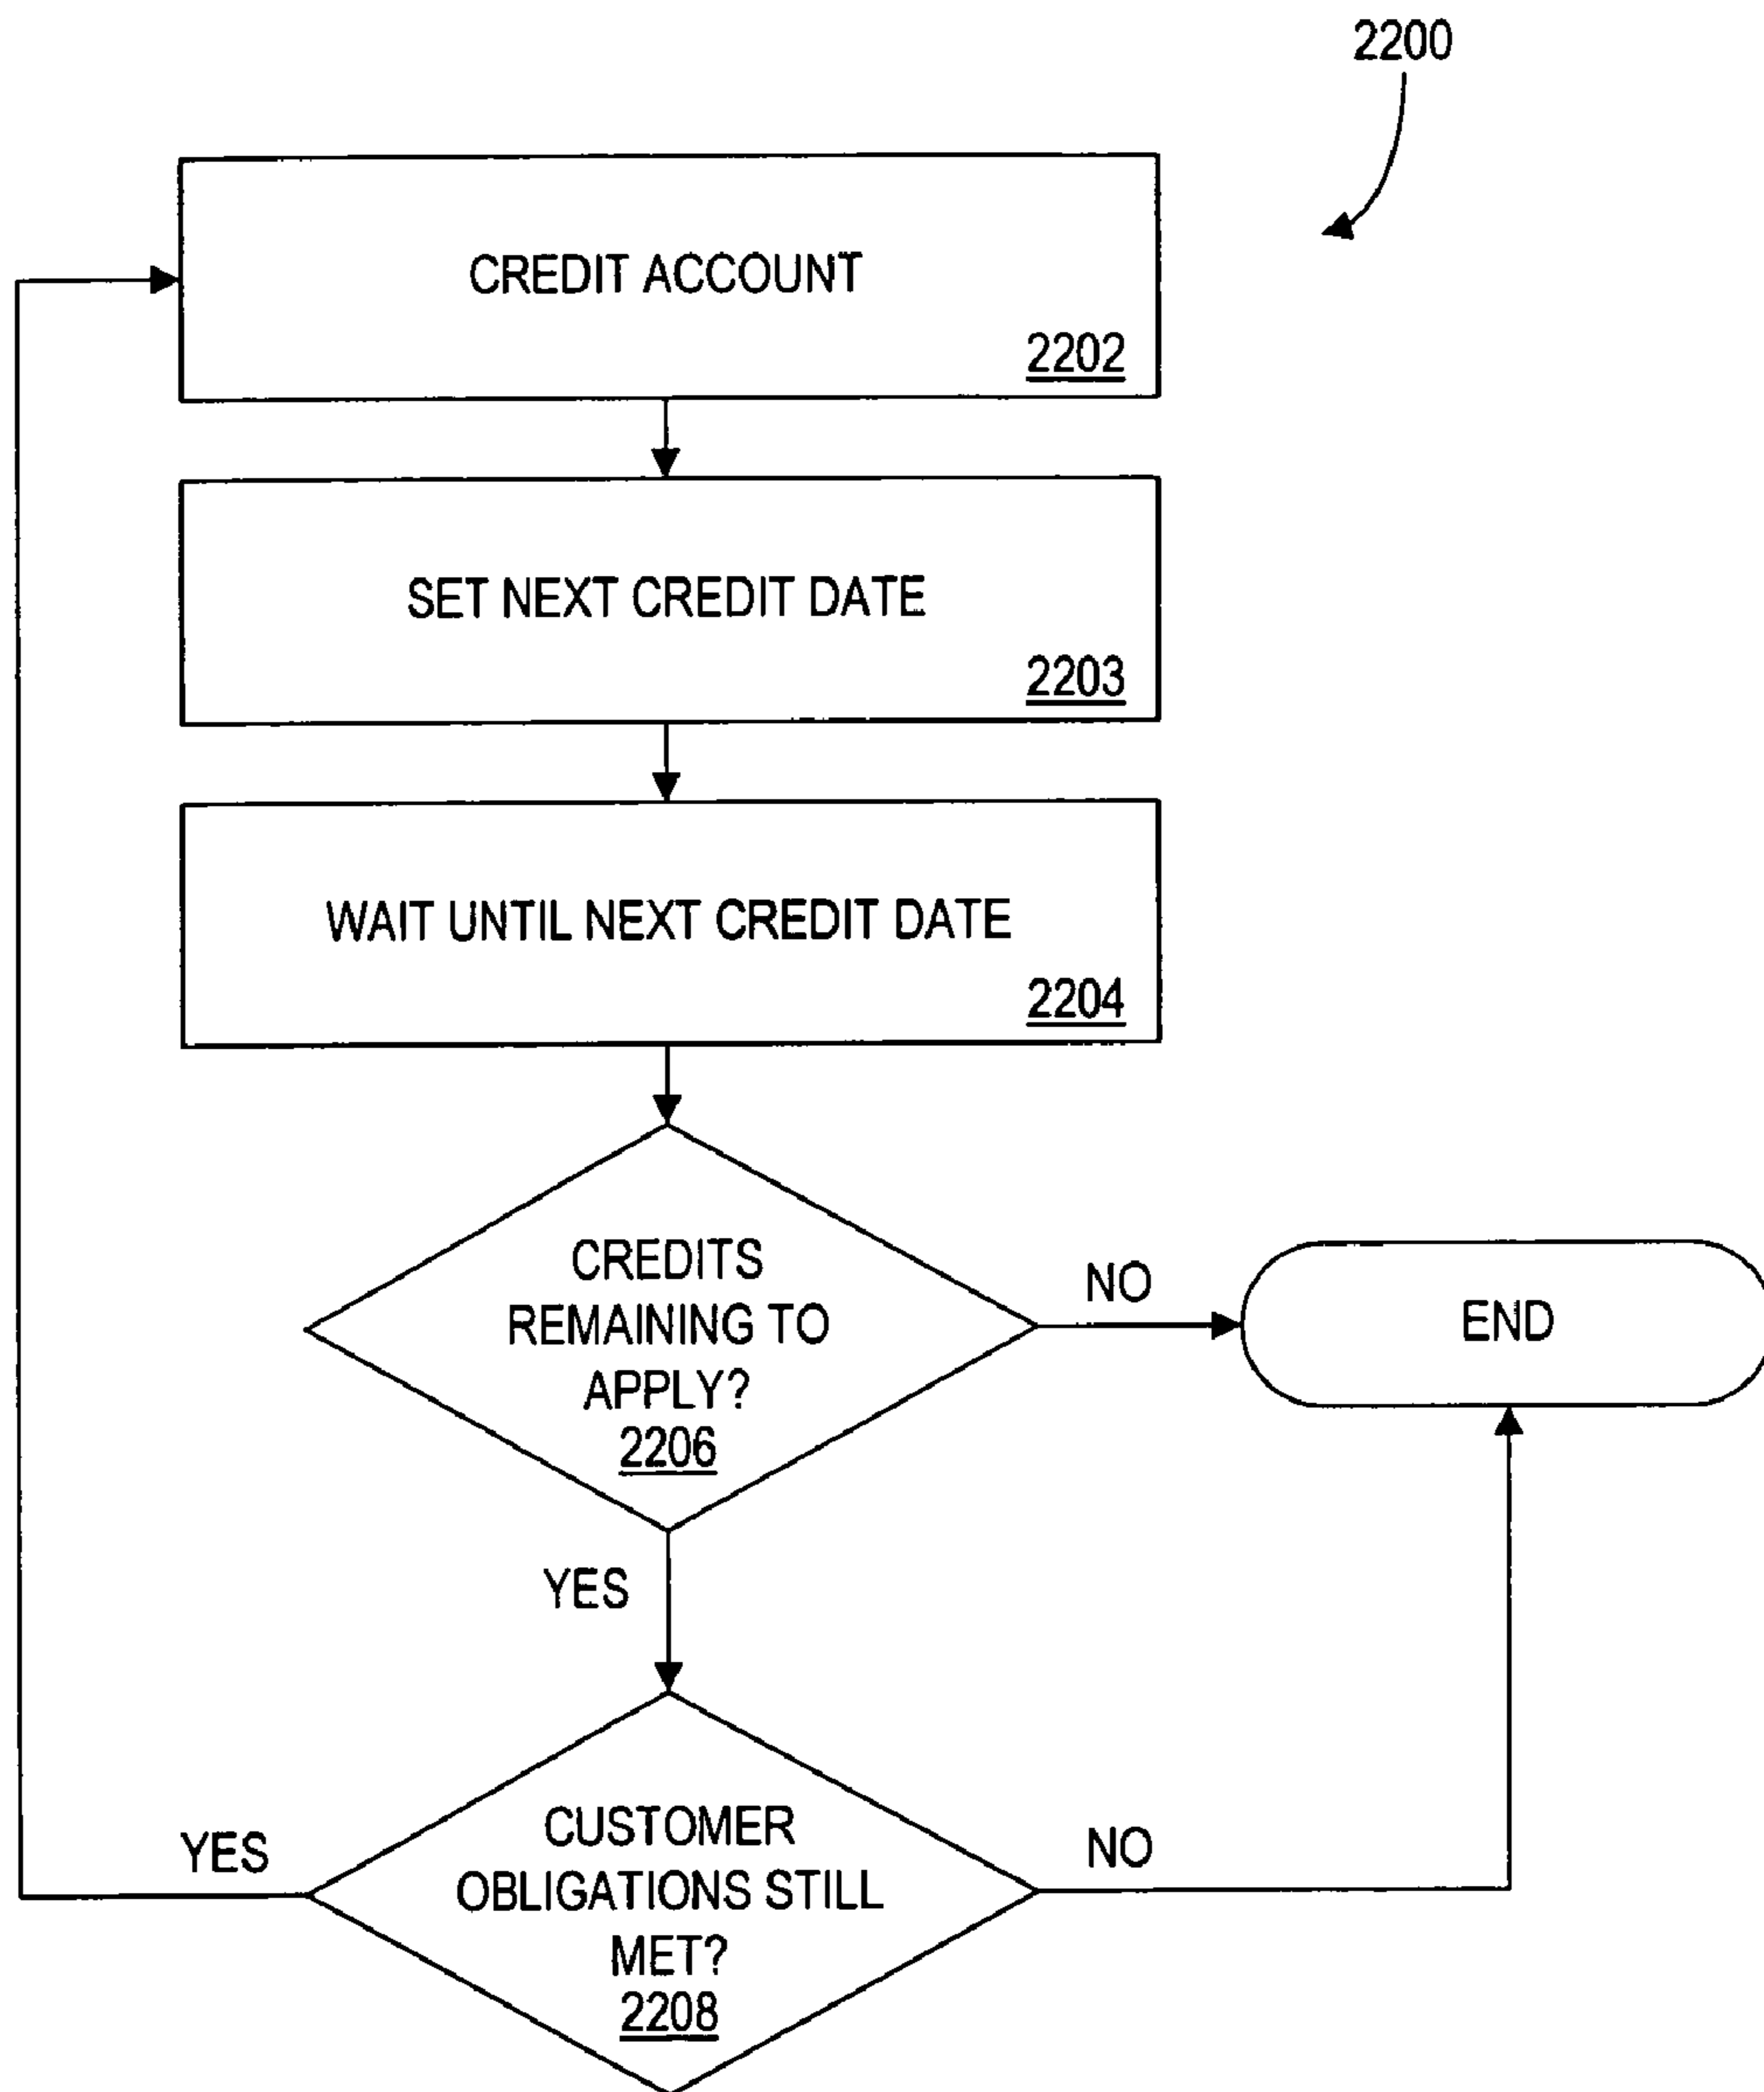 2200
CREDIT ACCOUNT
2202
SET NEXT CREDIT DATE
2203
WAIT UNTIL NEXT CREDIT DATE
2204
CREDITS
REMAINING TO
APPLY?
2206
NO
END
YES
CUSTOMER
OBLIGATIONS STILL
MET?
2208
YES
NO